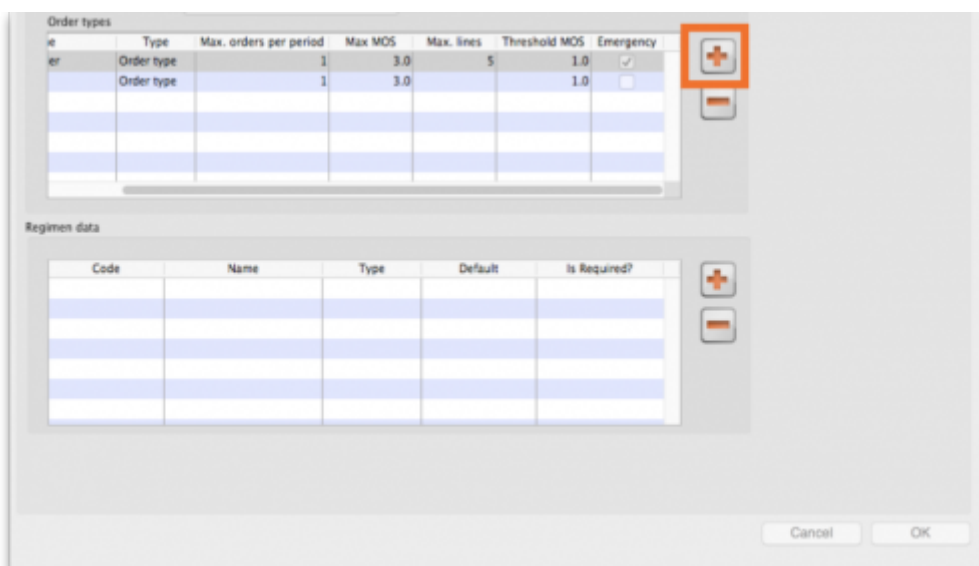 Order types
e Type Max. orders per period Max MOS Max. lines Threshold MOS Emergency
er Order type 1 3.0 5 1.0
Order type 1 3.0 1.0
Regimen data
Code Name Type Default Is Required?
Cancel OK